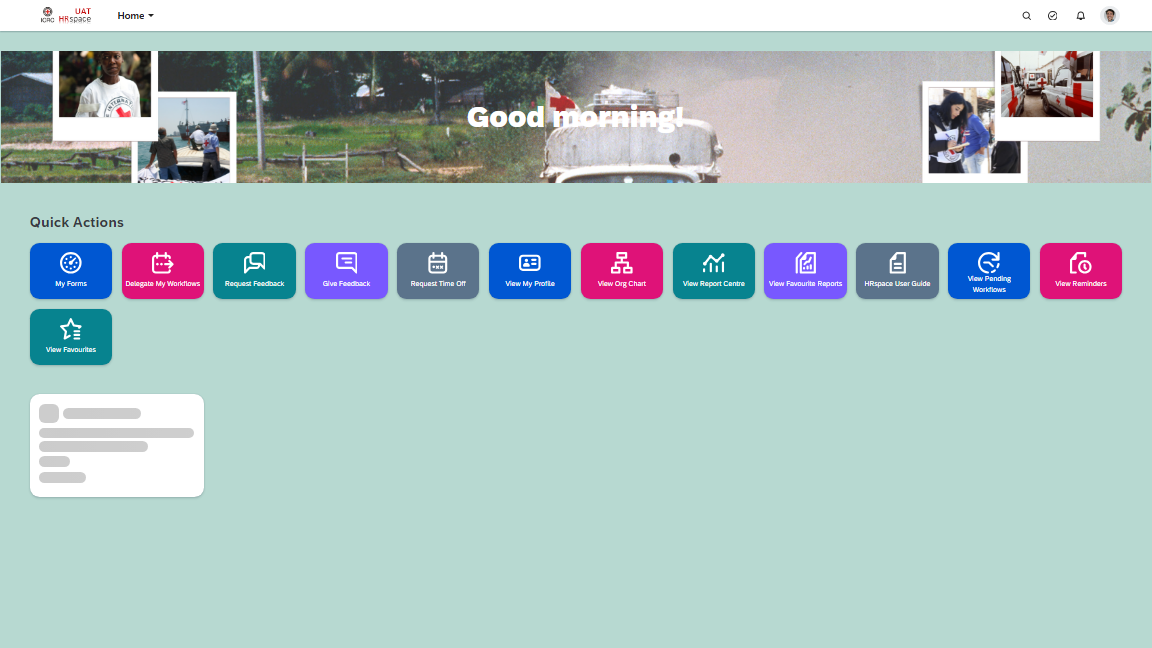 ICRC
UAT
HRspace
Home
Good morning!
Quick Actions
My Forms
Delegate My Workflows
Request Feedback
Give Feedback
Request Time Off
View My Profile
View Org Chart
View Report Centre
View Favourite Reports
HRspace User Guide
View Pending
Workflows
View Reminders
View Favourites